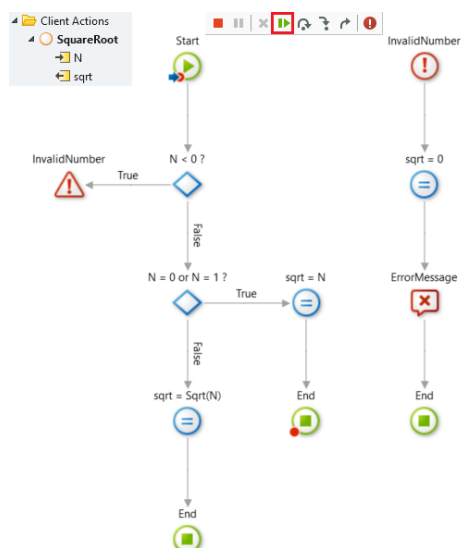 Client Actions
SquareRoot
N
sqrt
Start
InvalidNumber
InvalidNumber
True
N < 0 ?
sqrt = 0
False
N = 0 or N = 1 ?
True
sqrt = N
ErrorMessage
False
sqrt = Sqrt(N)
End
End
End